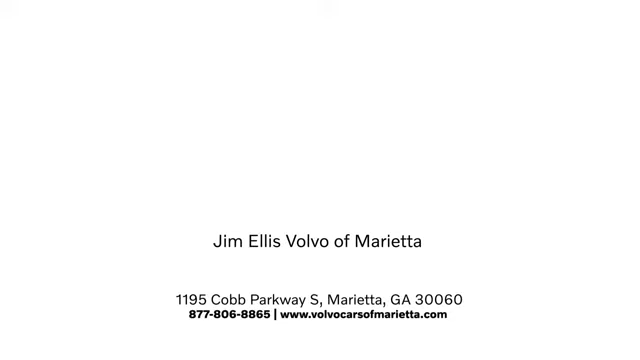 Jim Ellis Volvo of Marietta
1195 Cobb Parkway S, Marietta, GA 30060
877-806-8865 | www.volvocarsofmarietta.com